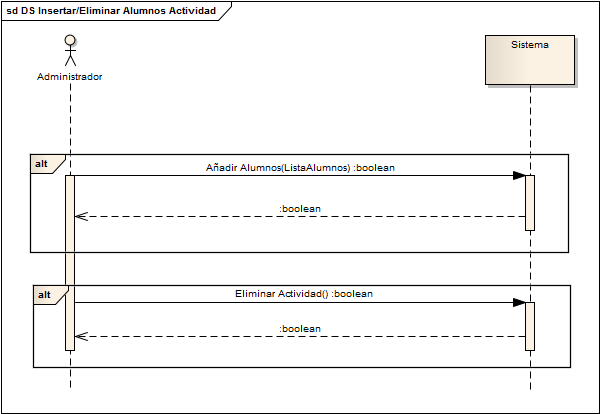 sd DS Insertar/Eliminar Alumnos Actividad
Administrador
Sistema
alt
Añadir Alumnos(ListaAlumnos) :boolean
:boolean
alt
Eliminar Actividad() :boolean
:boolean